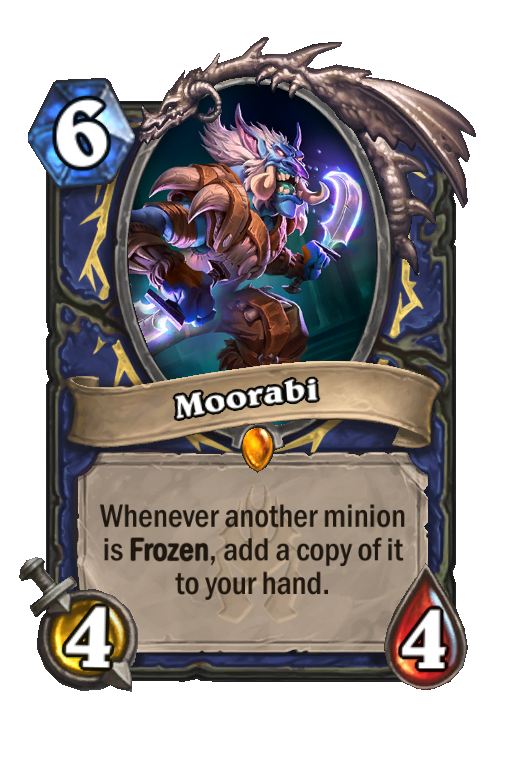 6
Moorabi
Whenever another minion
is Frozen, add a copy of it
to your hand.
4
4